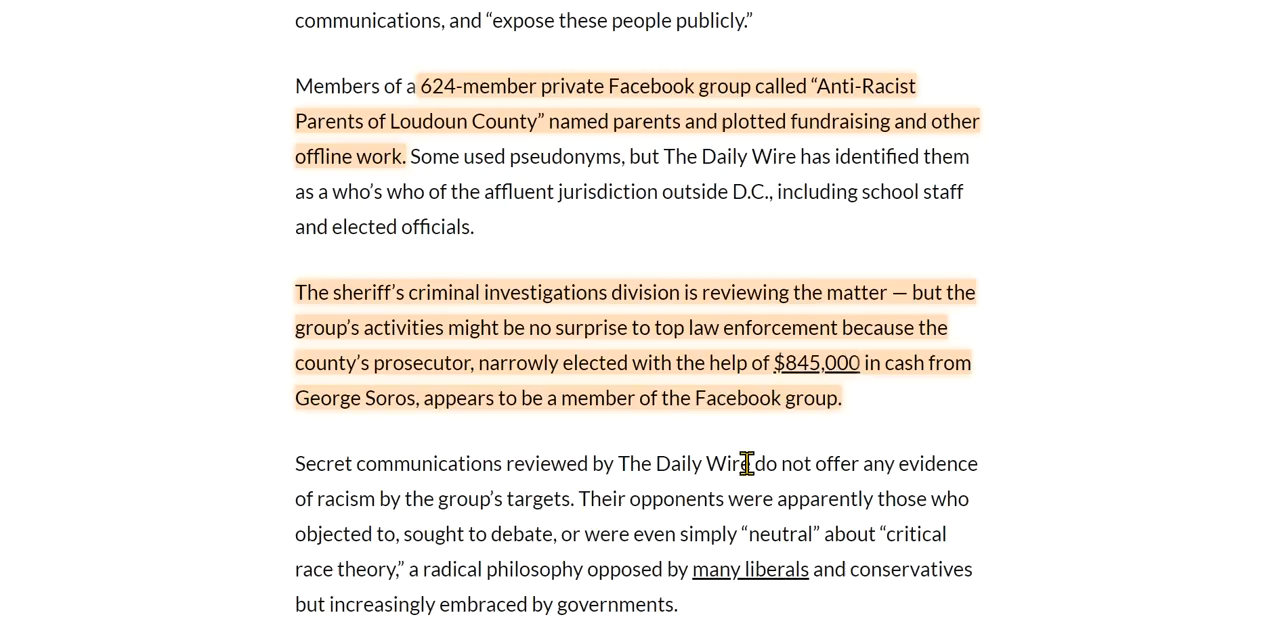 communications, and “expose these people publicly.”
Members of a 624-member private Facebook group called “Anti-Racist
Parents of Loudoun County” named parents and plotted fundraising and other
offline work. Some used pseudonyms, but The Daily Wire has identified them
as a who’s who of the affluent jurisdiction outside D.C., including school staff
and elected officials.
The sheriff’s criminal investigations division is reviewing the matter — but the
group’s activities might be no surprise to top law enforcement because the
county’s prosecutor, narrowly elected with the help of $845,000 in cash from
George Soros, appears to be a member of the Facebook group.
Secret communications reviewed by The Daily Wire do not offer any evidence
of racism by the group’s targets. Their opponents were apparently those who
objected to, sought to debate, or were even simply “neutral” about “critical
race theory,” a radical philosophy opposed by many liberals and conservatives
but increasingly embraced by governments.